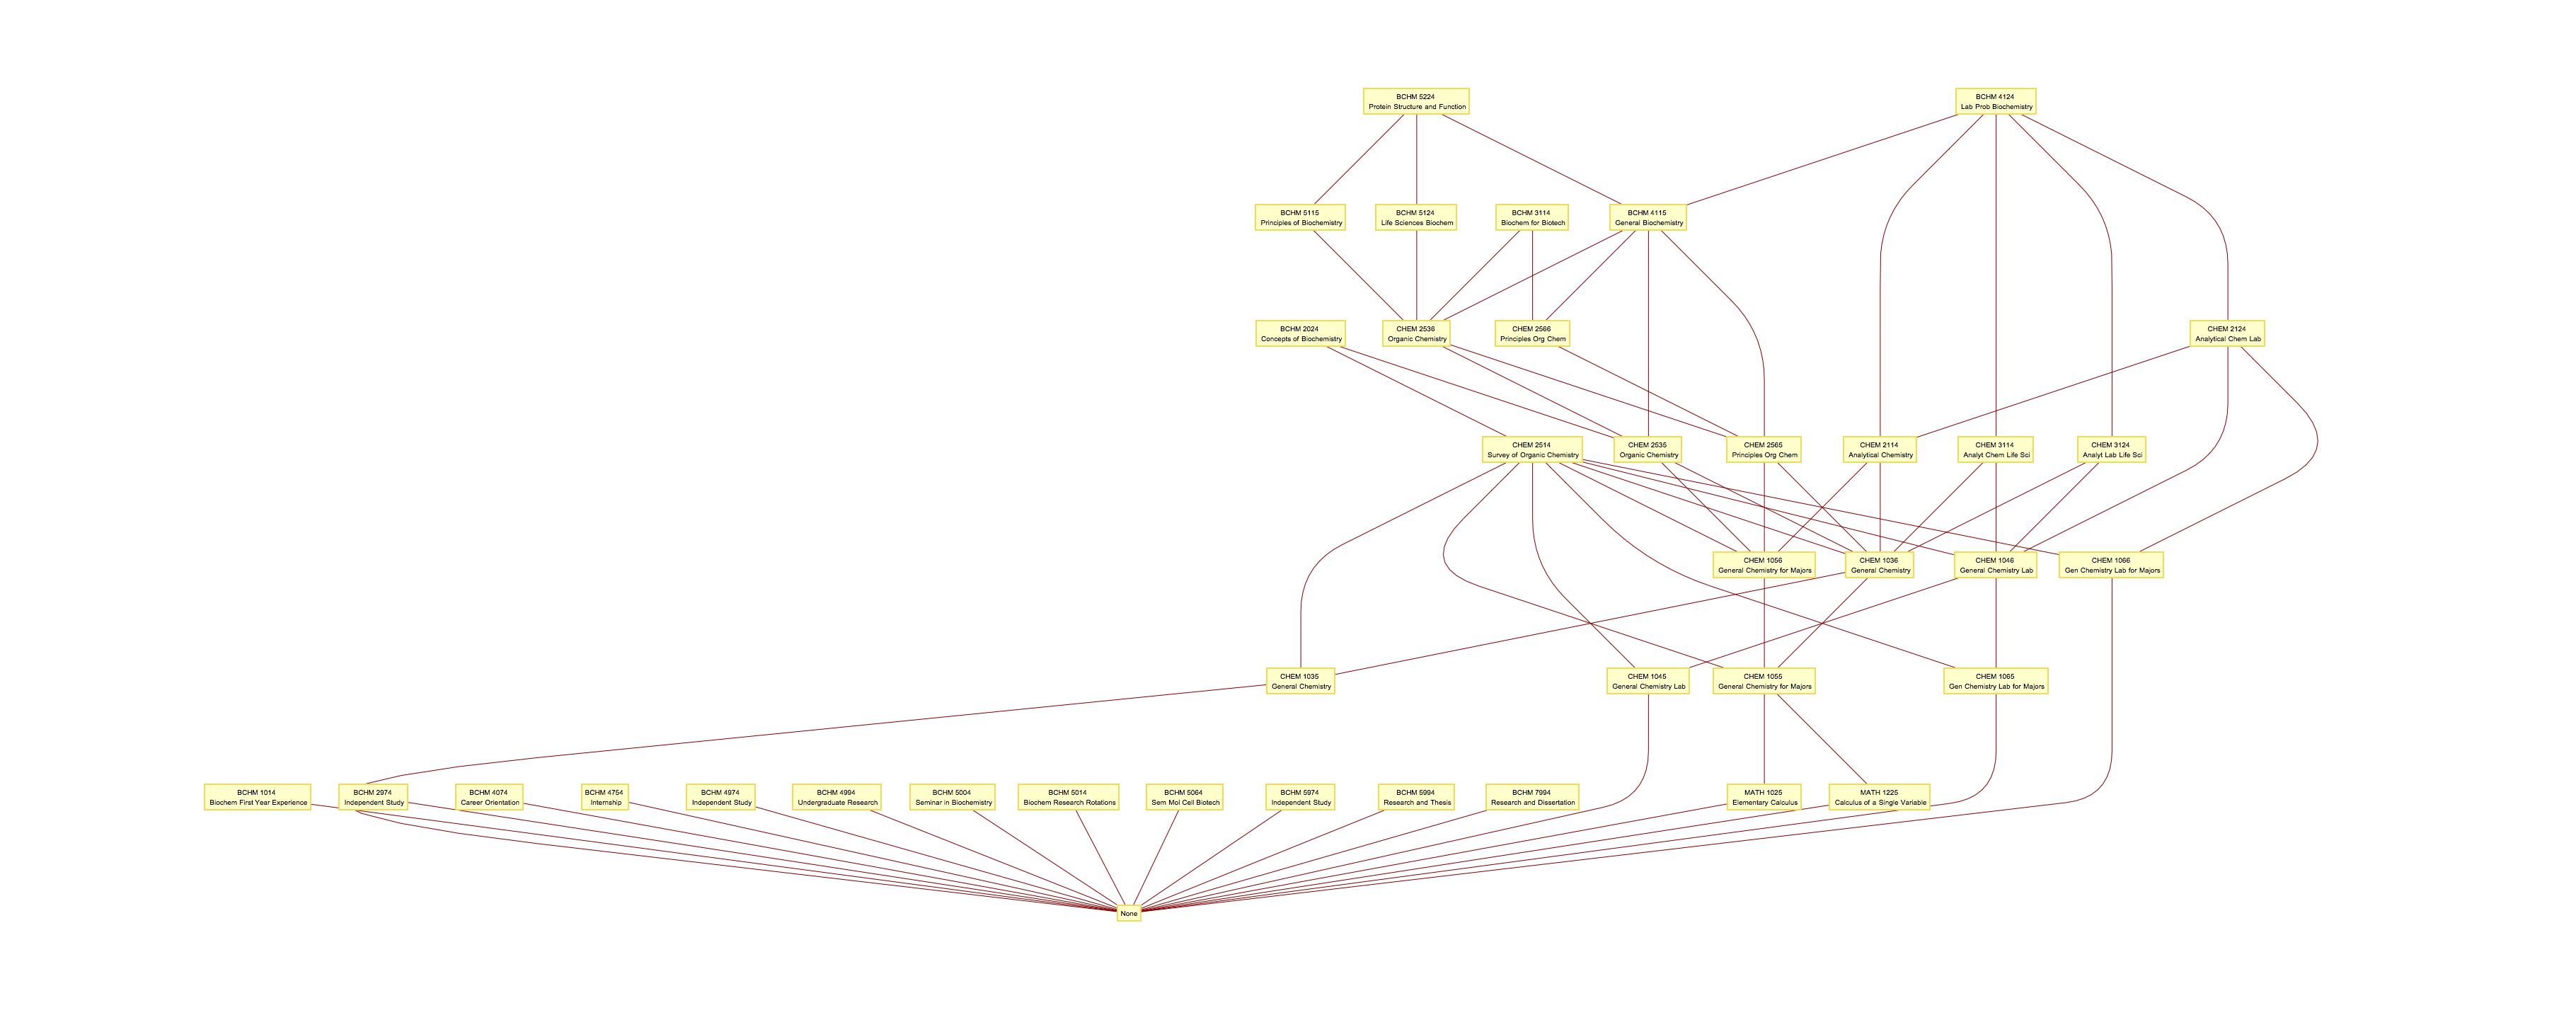 BCHM 5224
Protein Structure and Function
BCHM 4124
Lab Prob Biochemistry
BCHM 5115
Principles of Biochemistry
BCHM 5124
Life Sciences Biochem
BCHM 3114
Biochem for Biotech
BCHM 4115
General Biochemistry
BCHM 2024
Concepts of Biochemistry
CHEM 2536
Organic Chemistry
CHEM 2566
Principles Org Chem
CHEM 2124
Analytical Chem Lab
CHEM 2514
Survey of Organic Chemistry
CHEM 2535
Organic Chemistry
CHEM 2565
Principles Org Chem
CHEM 2114
Analytical Chemistry
CHEM 3114
Analyt Chem Life Sci
CHEM 3124
Analyt Lab Life Sci
CHEM 1056
General Chemistry for Majors
CHEM 1036
General Chemistry
CHEM 1046
General Chemistry Lab
CHEM 1066
Gen Chemistry Lab for Majors
CHEM 1035
General Chemistry
CHEM 1045
General Chemistry Lab
CHEM 1055
General Chemistry for Majors
CHEM 1065
Gen Chemistry Lab for Majors
BCHM 1014
Biochem First Year Experience
BCHM 2974
Independent Study
BCHM 4074
Career Orientation
BCHM 4754
Internship
BCHM 4974
Independent Study
BCHM 4994
Undergraduate Research
BCHM 5004
Seminar in Biochemistry
BCHM 5014
Biochem Research Rotations
BCHM 5064
Sem Mol Cell Biotech
BCHM 5974
Independent Study
BCHM 5994
Research and Thesis
BCHM 7994
Research and Dissertation
MATH 1025
Elementary Calculus
MATH 1225
Calculus of a Single Variable
None